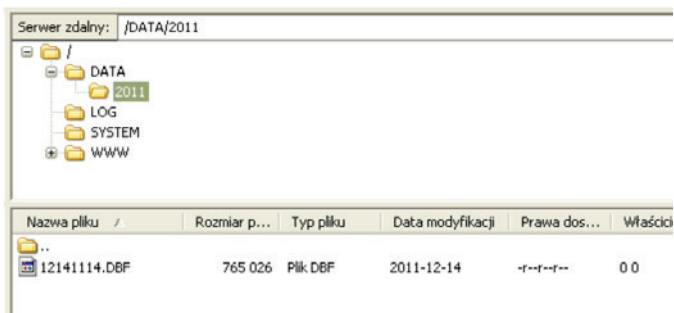 Serwer zdalny: /DATA/2011
/
DATA
2011
LOG
SYSTEM
WWW
Nazwa pliku Rozmiar p... Typ pliku Data modyfikacji Prawa dos... Właścici
..
12141114.DBF 765 026 Plik DBF 2011-12-14 -r--r--r-- 0 0